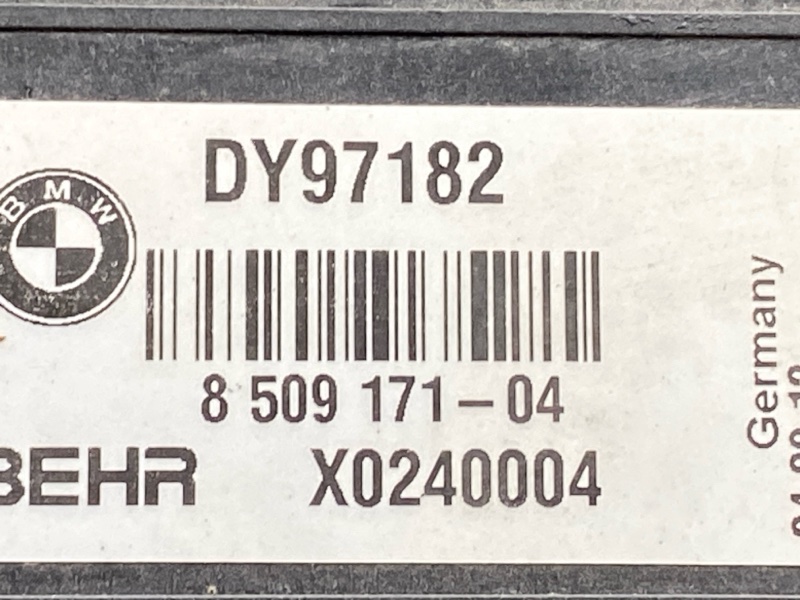 DY97182
BMW
8 509 171-04
BEHR
X0240004
Germany